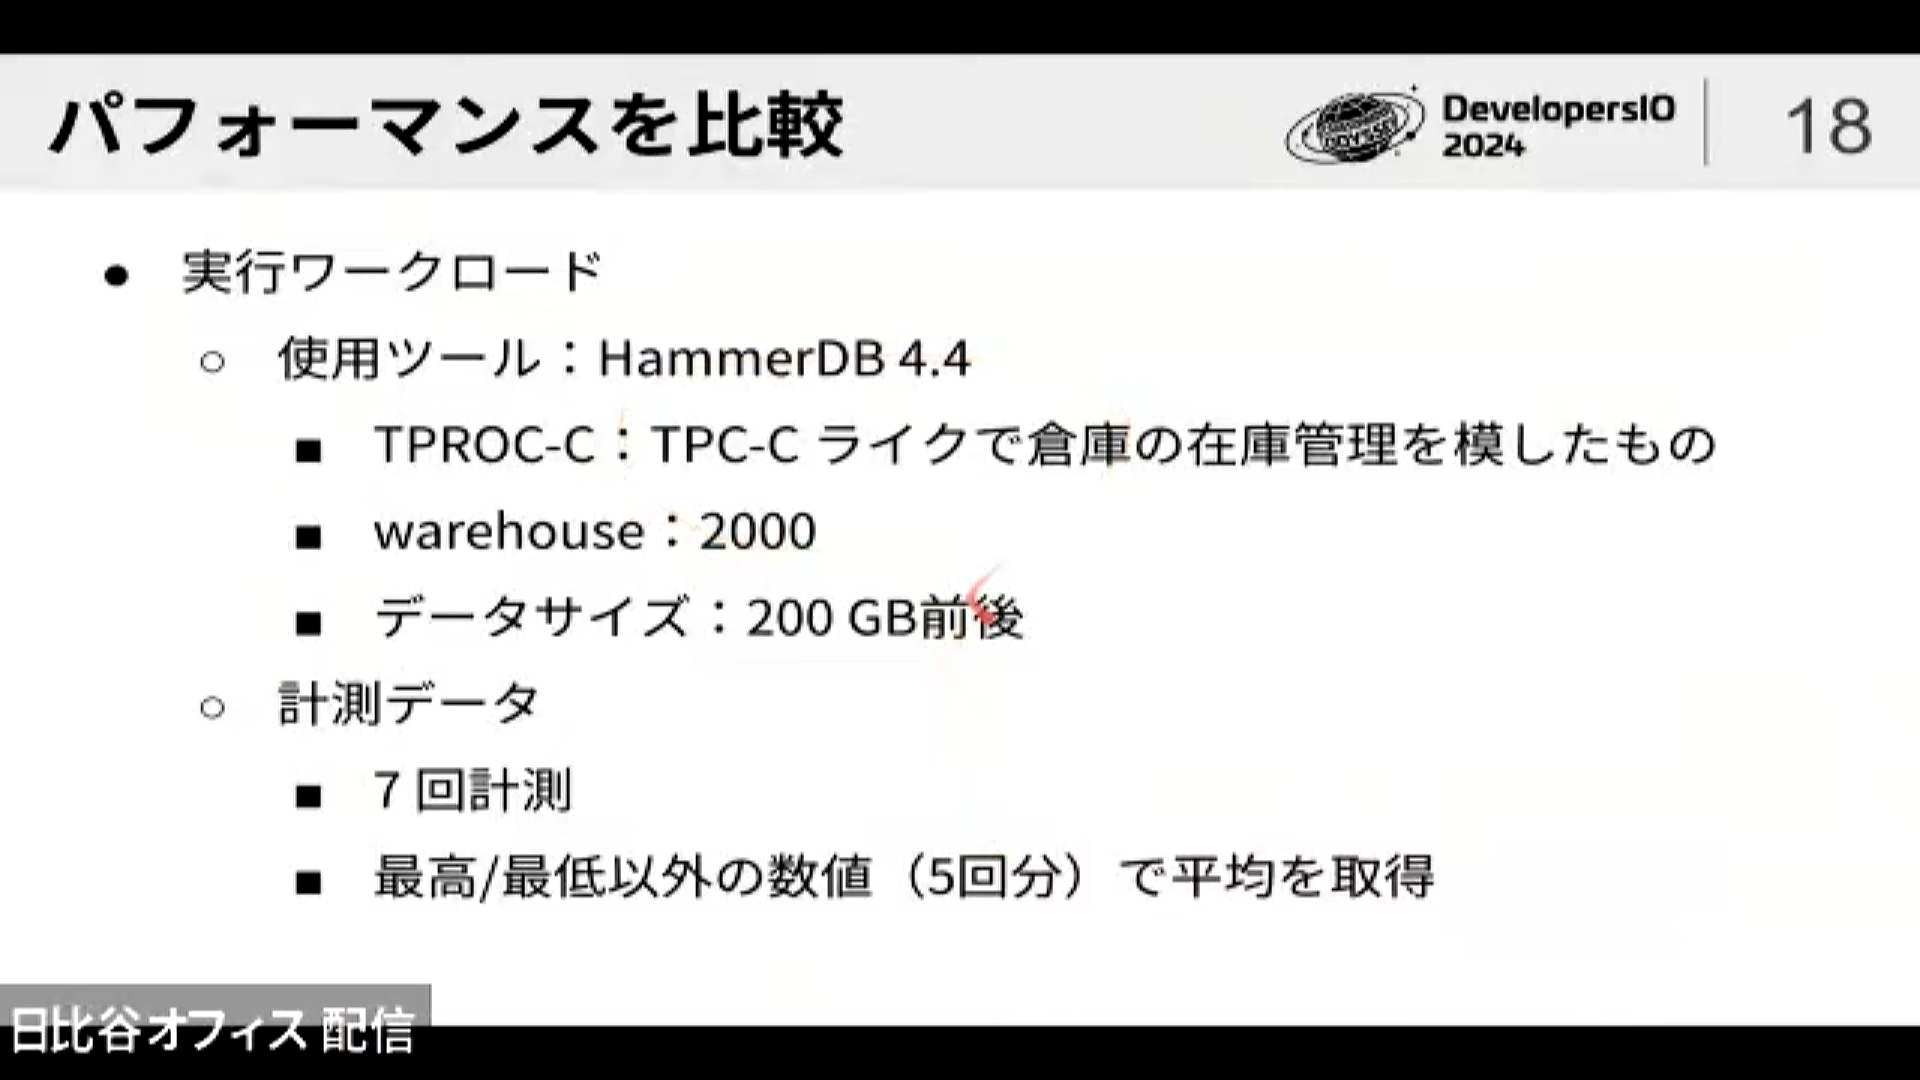 パフォーマンスを比較
ODYSSEY
DevelopersIO
2024
18
● 実行ワークロード
○ 使用ツール：HammerDB 4.4
■ TPROC-C：TPC-C ライクで倉庫の在庫管理を模したもの
■ warehouse：2000
■ データサイズ：200 GB前後
○ 計測データ
■ 7 回計測
■ 最高/最低以外の数値（5回分）で平均を取得
日比谷オフィス 配信